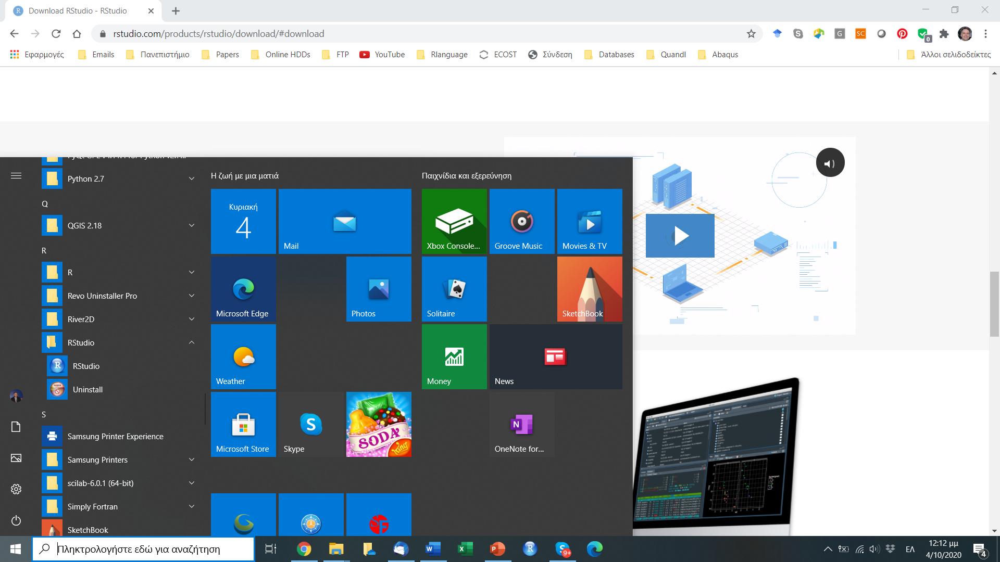 Download RStudio - RStudio
rstudio.com/products/rstudio/download/#download
Εφαρμογές Emails Πανεπιστήμιο Papers Online HDDs FTP YouTube Rlanguage ECOST Σύνδεση Databases Quandl Abaqus Άλλοι σελιδοδείκτες
Python 2.7
Q
QGIS 2.18
R
R
Revo Uninstaller Pro
River2D
RStudio
RStudio
Uninstall
S
Samsung Printer Experience
Samsung Printers
scilab-6.0.1 (64-bit)
Simply Fortran
SketchBook
Η ζωή με μια ματιά
Κυριακή
4
Mail
Microsoft Edge
Photos
Weather
Microsoft Store
Skype
SODA
King
Παιχνίδια και εξερεύνηση
Xbox Console...
Groove Music
Movies & TV
Solitaire
SketchBook
Money
News
OneNote for...
Πληκτρολογήστε εδώ για αναζήτηση
9+
ΕΛ
12:12 μμ
4/10/2020
4